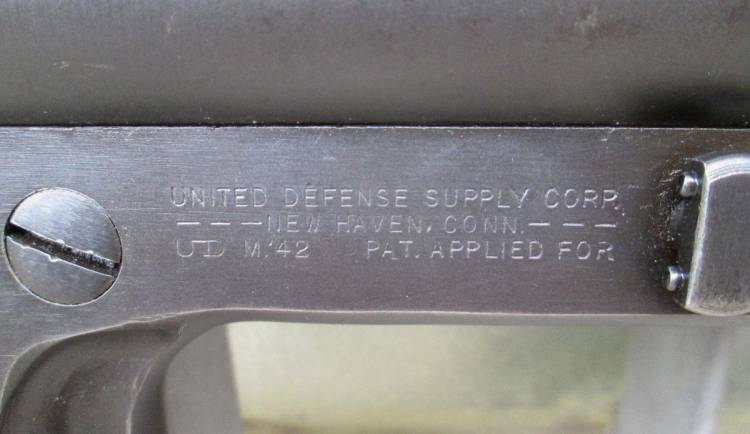 UNITED DEFENSE SUPPLY CORP.
---NEW HAVEN, CONN.---
UD M.'42 PAT. APPLIED FOR